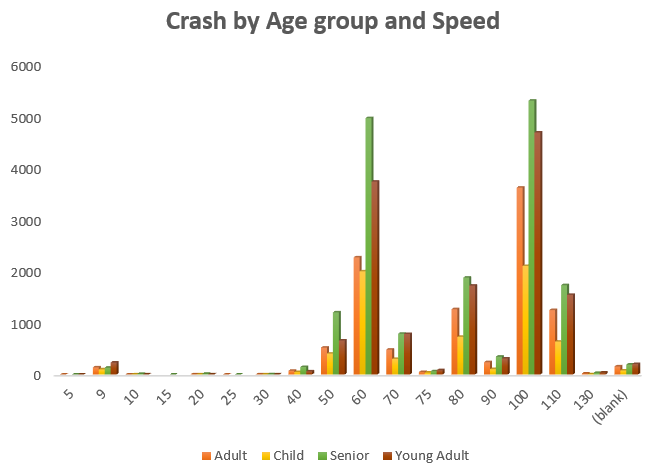 Crash by Age group and Speed
6000
5000
4000
3000
2000
1000
0
5 9 10 15 20 25 30 40 50 60 70 75 80 90 100 110 130 (blank)
Adult Child Senior Young Adult